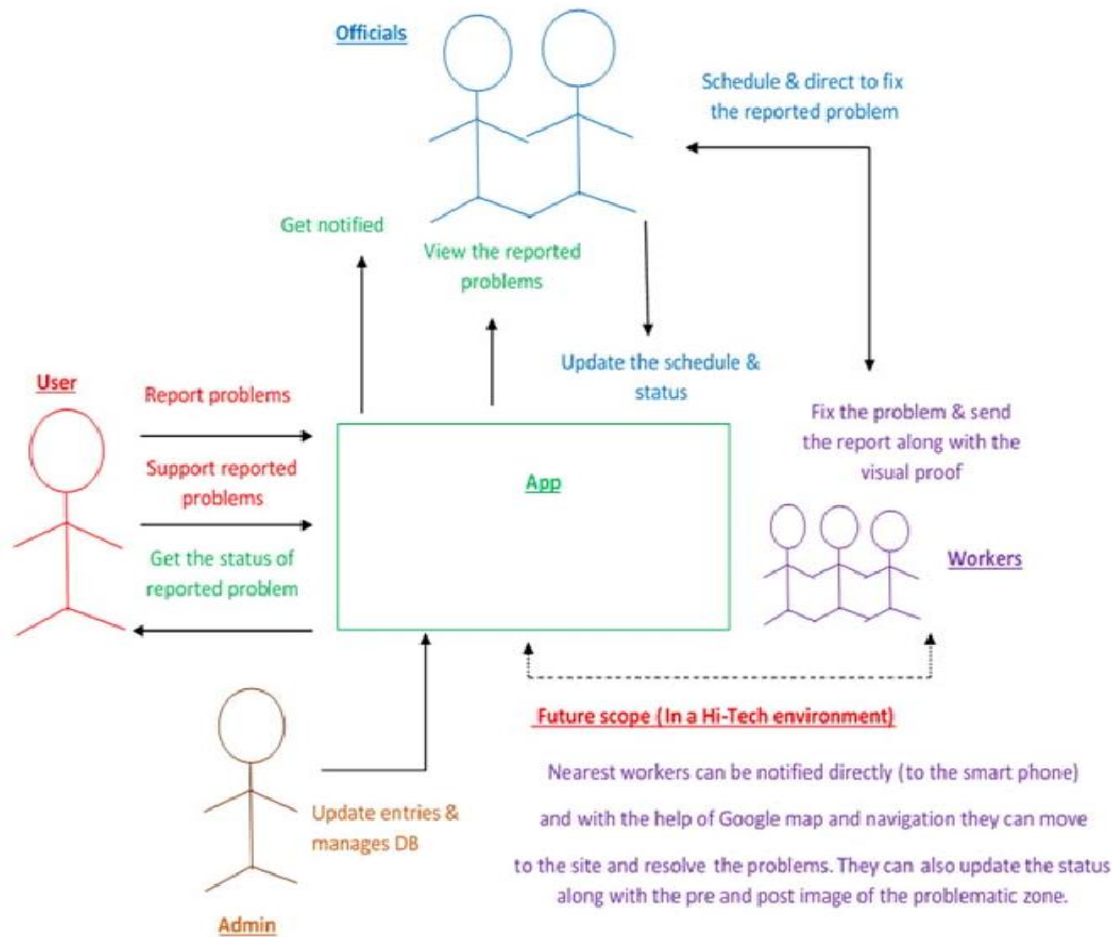 Officials
Schedule & direct to fix
the reported problem
Get notified
View the reported
problems
Update the schedule &
status
User
Report problems
Support reported
problems
Get the status of
reported problem
App
Fix the problem & send
the report along with the
visual proof
Workers
Update entries &
manages DB
Admin
Future scope (In a Hi-Tech environment)
Nearest workers can be notified directly (to the smart phone)
and with the help of Google map and navigation they can move
to the site and resolve the problems. They can also update the status
along with the pre and post image of the problematic zone.